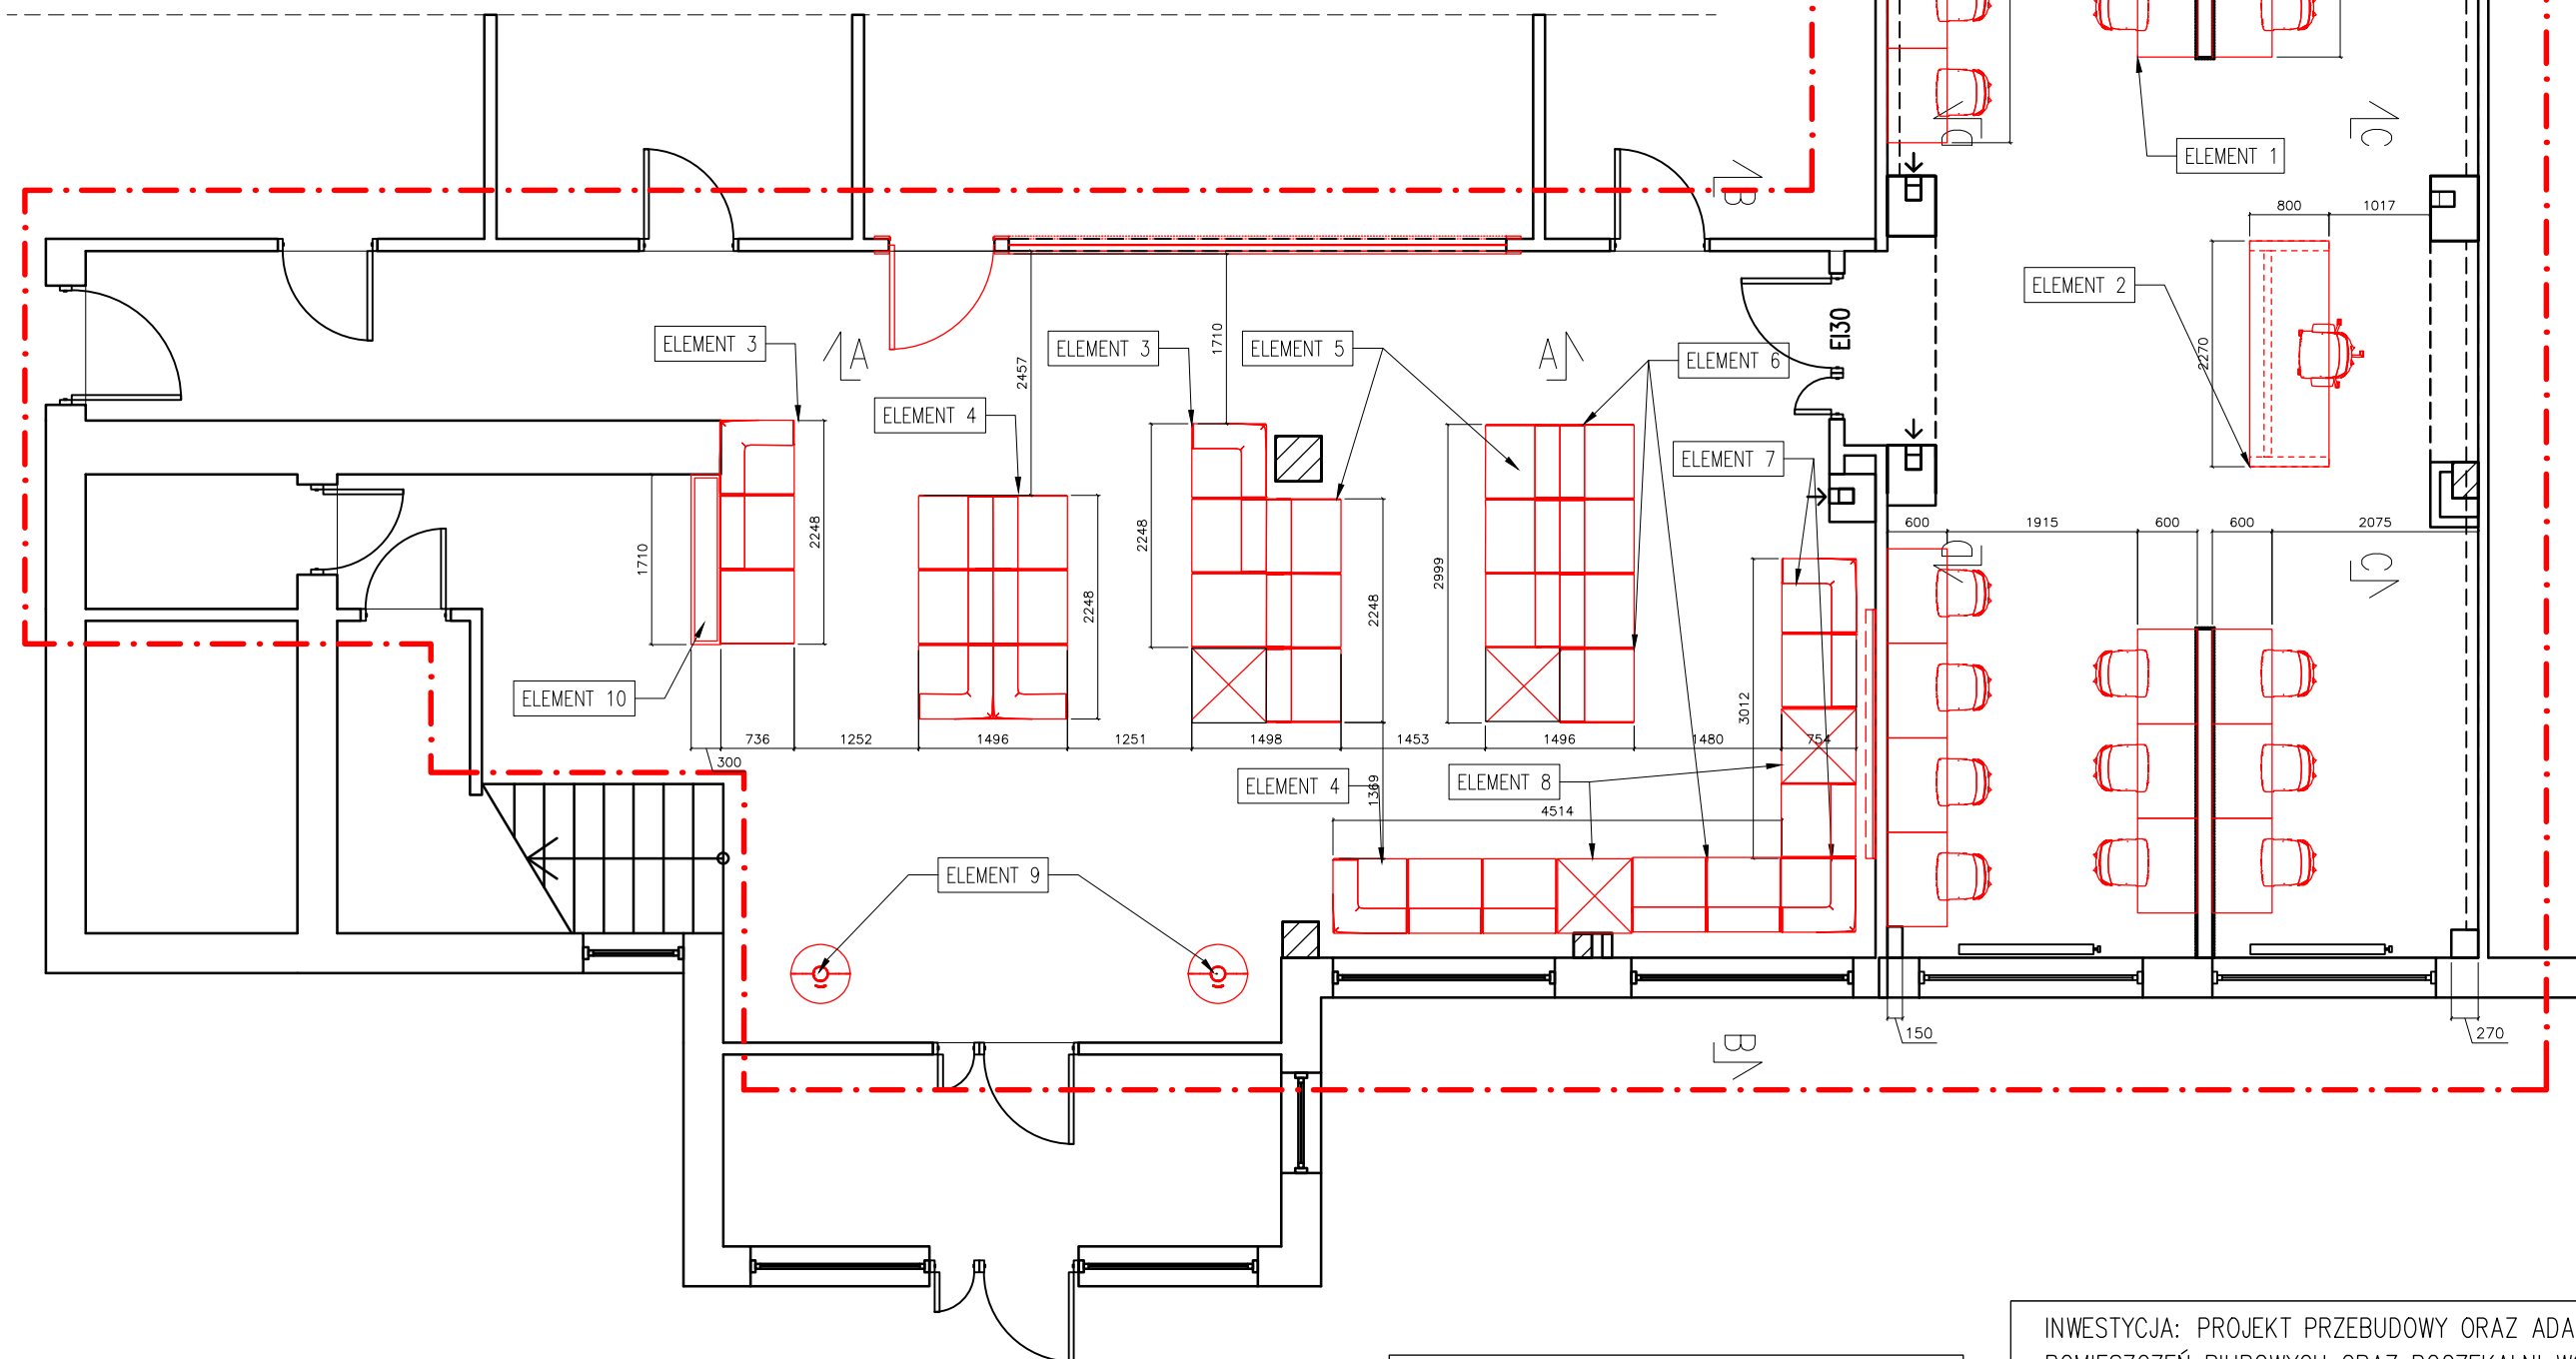 ELEMENT 1
C
D
B
800
1017
ELEMENT 2
2270
EI30
ELEMENT 3
A
2457
ELEMENT 3
1710
ELEMENT 5
A
ELEMENT 6
ELEMENT 4
ELEMENT 7
2248
1710
2248
2248
2248
2999
3012
600
1915
600
600
2075
D
C
ELEMENT 10
736
1252
1496
1251
1498
1453
1496
1480
754
300
ELEMENT 4
1369
ELEMENT 8
4514
ELEMENT 9
150
270
B
INWESTYCJA: PROJEKT PRZEBUDOWY ORAZ ADA